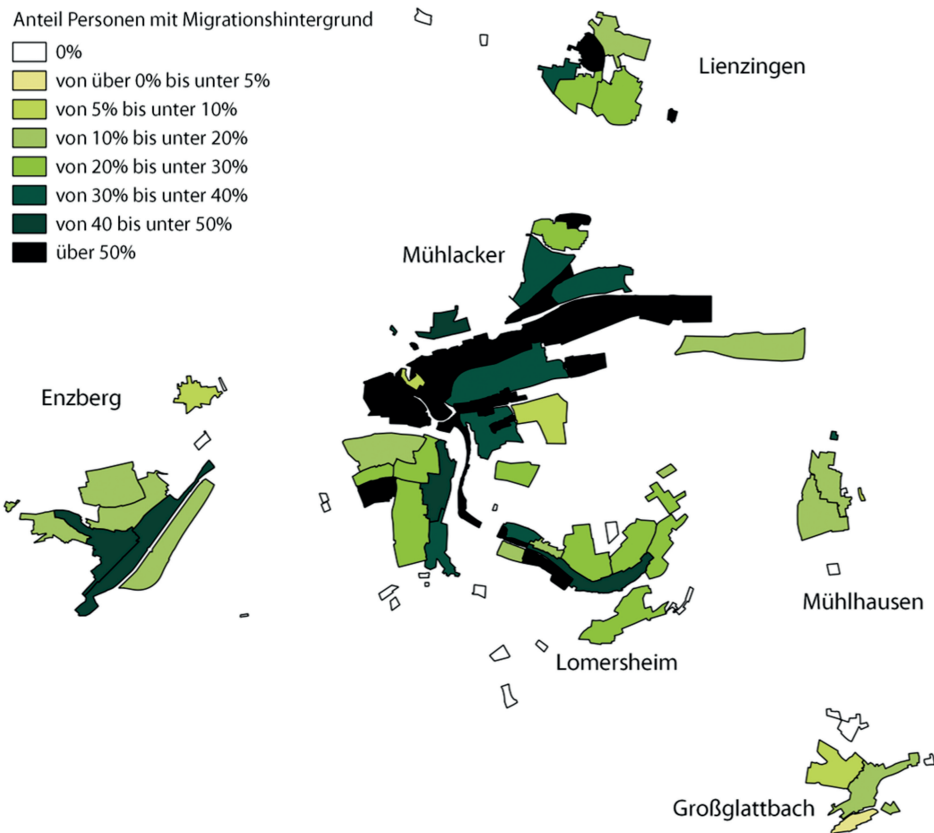 Anteil Personen mit Migrationshintergrund
0%
von über 0% bis unter 5%
von 5% bis unter 10%
von 10% bis unter 20%
von 20% bis unter 30%
von 30% bis unter 40%
von 40 bis unter 50%
über 50%
Lienzingen
Mühlacker
Enzberg
Mühlhausen
Lomersheim
Großglattbach